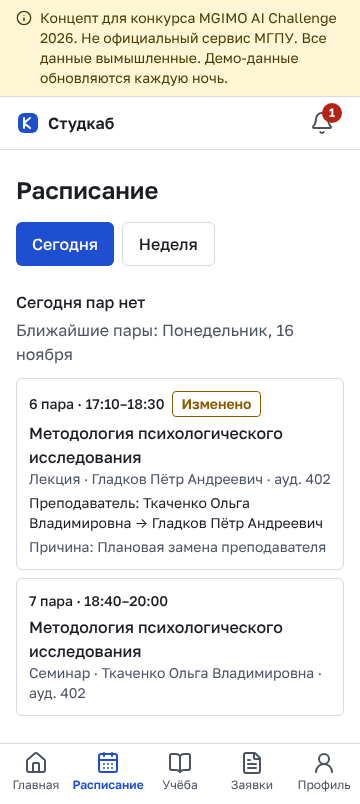 Концепт для конкурса MGIMO AI Challenge
2026. Не официальный сервис МГПУ. Все
данные вымышленные. Демо-данные
обновляются каждую ночь.
Студкаб
1
Расписание
Сегодня
Неделя
Сегодня пар нет
Ближайшие пары: Понедельник, 16
ноября
6 пара · 17:10–18:30
Изменено
Методология психологического
исследования
Лекция · Гладков Пётр Андреевич · ауд. 402
Преподаватель: Ткаченко Ольга
Владимировна → Гладков Пётр Андреевич
Причина: Плановая замена преподавателя
7 пара · 18:40–20:00
Методология психологического
исследования
Семинар · Ткаченко Ольга Владимировна ·
ауд. 402
Главная
Расписание
Учёба
Заявки
Профиль